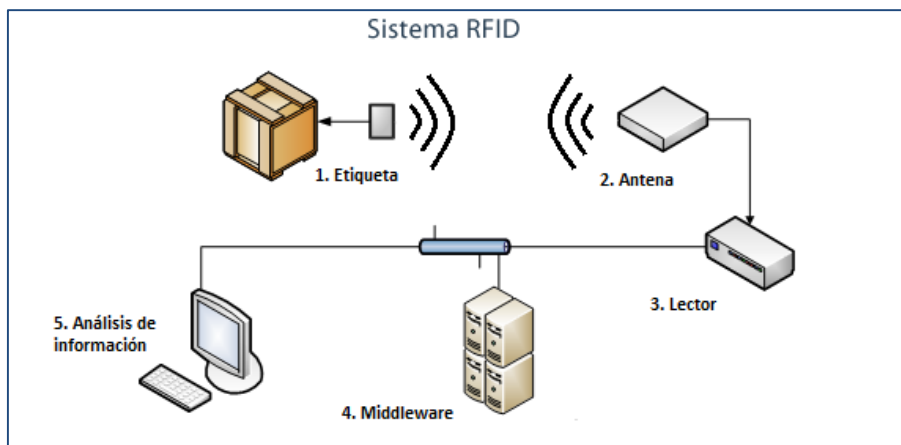 Sistema RFID
1. Etiqueta
2. Antena
3. Lector
4. Middleware
5. Análisis de
información